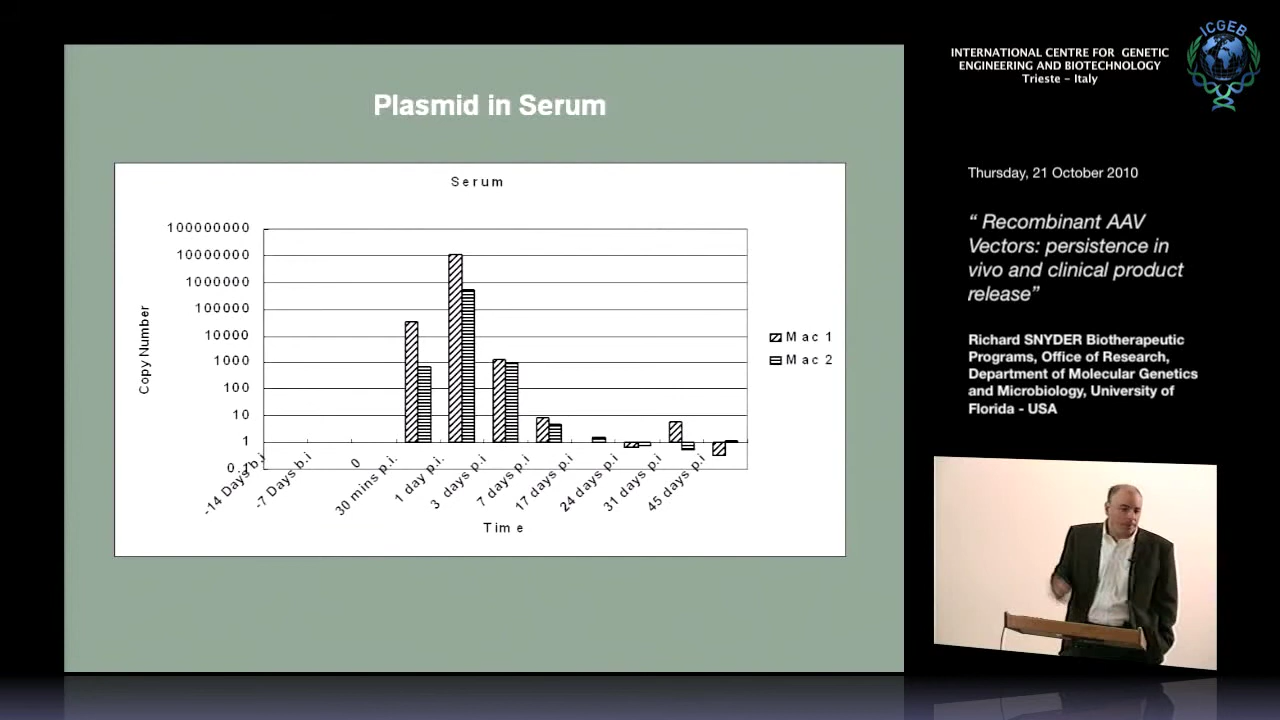 Plasmid in Serum
Serum
100000000
10000000
1000000
100000
10000
1000
100
10
1
0.1
Copy Number
-14 Days b.i
-7 Days b.i
0
30 mins p.i.
1 day p.i.
3 days p.i
7 days p.i
17 days p.i
24 days p.i
31 days p.i
45 days p.i
Time
Mac 1
Mac 2
INTERNATIONAL CENTRE FOR GENETIC
ENGINEERING AND BIOTECHNOLOGY
Trieste - Italy
ICGEB
Thursday, 21 October 2010
“ Recombinant AAV
Vectors: persistence in
vivo and clinical product
release”
Richard SNYDER Biotherapeutic
Programs, Office of Research,
Department of Molecular Genetics
and Microbiology, University of
Florida - USA